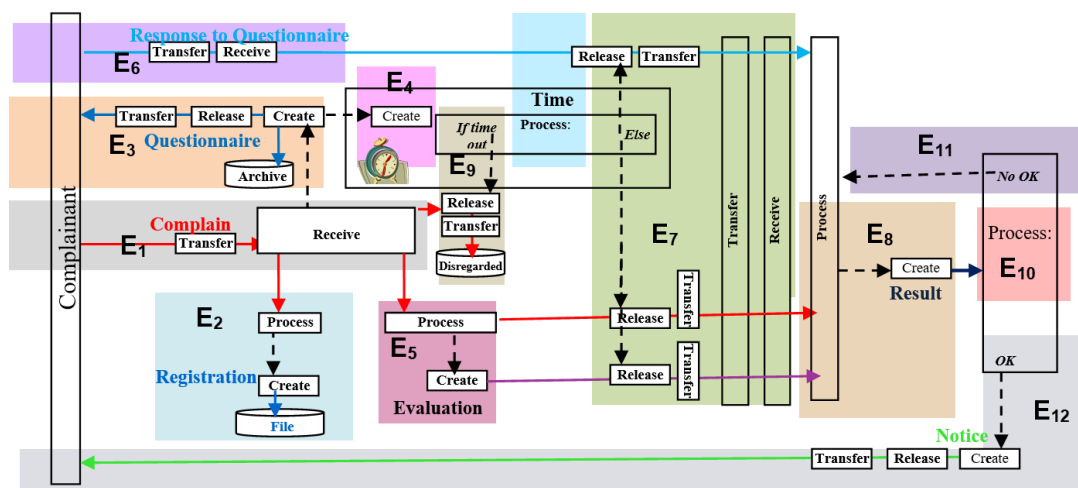 Response to Questionnaire
Transfer
Receive
E6
Release
Transfer
E4
Create
Time
Process:
If time
out
Else
Transfer
Release
Create
E3
Questionnaire
Archive
E9
Release
Transfer
Disregarded
E11
No OK
Complainant
Complain
E1
Transfer
Receive
E7
Transfer
Receive
Process
E8
Create
Result
Process:
E10
E2
Process
Registration
Create
File
Process
E5
Create
Evaluation
Release
Transfer
Release
Transfer
OK
E12
Notice
Transfer
Release
Create